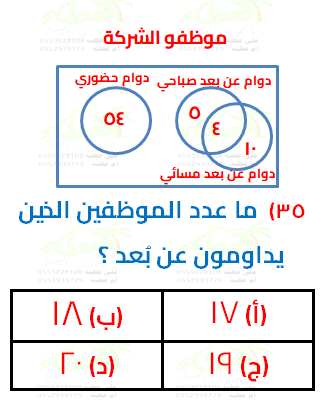 موظفو الشركة
دوام حضوري
دوام عن بعد صباحي
٥٤
٥
٤
١٠
دوام عن بعد مسائي
٣٥) ما عدد الموظفين الذين
يداومون عن بُعد ؟
(أ) ١٧
(ب) ١٨
(ج) ١٩
(د) ٢٠